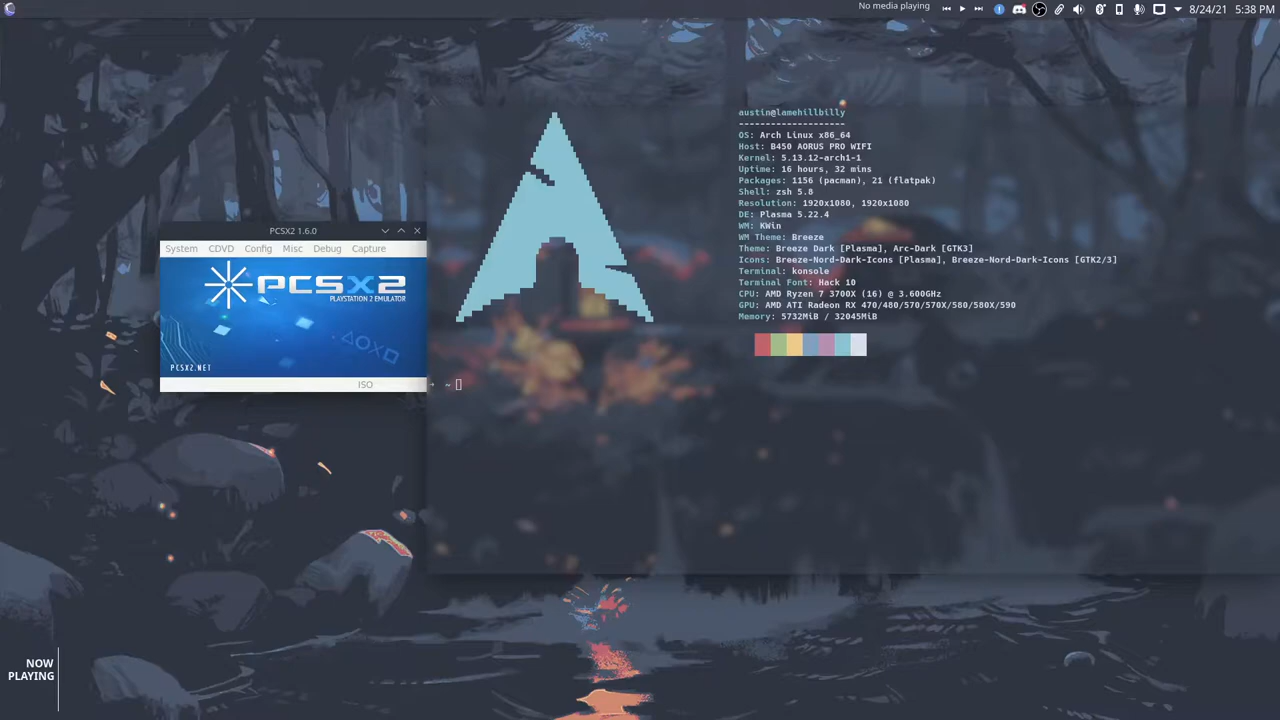 No media playing
8/24/21
5:38 PM
austin@lamehillbilly
--------------------
OS: Arch Linux x86_64
Host: B450 AORUS PRO WIFI
Kernel: 5.13.12-arch1-1
Uptime: 16 hours, 32 mins
Packages: 1156 (pacman), 21 (flatpak)
Shell: zsh 5.8
Resolution: 1920x1080, 1920x1080
DE: Plasma 5.22.4
WM: KWin
WM Theme: Breeze
Theme: Breeze Dark [Plasma], Arc-Dark [GTK3]
Icons: Breeze-Nord-Dark-Icons [Plasma], Breeze-Nord-Dark-Icons [GTK2/3]
Terminal: konsole
Terminal Font: Hack 10
CPU: AMD Ryzen 7 3700X (16) @ 3.600GHz
GPU: AMD ATI Radeon RX 470/480/570/570X/580/580X/590
Memory: 5732MiB / 32045MiB
→ ~
PCSX2 1.6.0
System CDVD Config Misc Debug Capture
PCSX2
PLAYSTATION 2 EMULATOR
PCSX2.NET
ISO
NOW
PLAYING